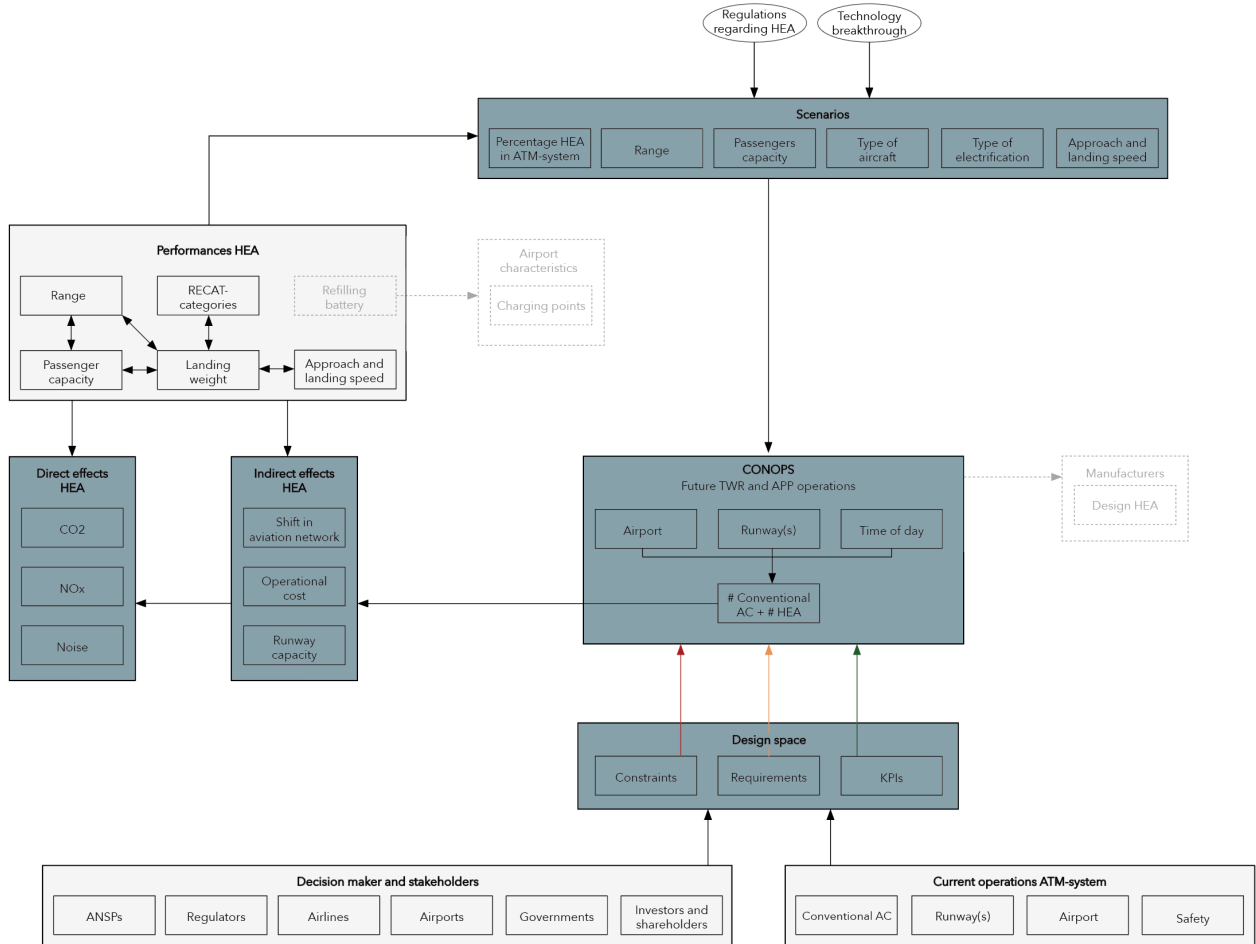 Regulations
regarding HEA
Technology
breakthrough
Scenarios
Percentage HEA
in ATM-system
Range
Passengers
capacity
Type of
aircraft
Type of
electrification
Approach and
landing speed
Performances HEA
Range
RECAT-
categories
Refilling
battery
Passenger
capacity
Landing
weight
Approach and
landing speed
Airport
characteristics
Charging points
Direct effects
HEA
CO2
NOx
Noise
Indirect effects
HEA
Shift in
aviation network
Operational
cost
Runway
capacity
CONOPS
Future TWR and APP operations
Airport
Runway(s)
Time of day
# Conventional
AC + # HEA
Manufacturers
Design HEA
Design space
Constraints
Requirements
KPIs
Decision maker and stakeholders
ANSPs
Regulators
Airlines
Airports
Governments
Investors and
shareholders
Current operations ATM-system
Conventional AC
Runway(s)
Airport
Safety